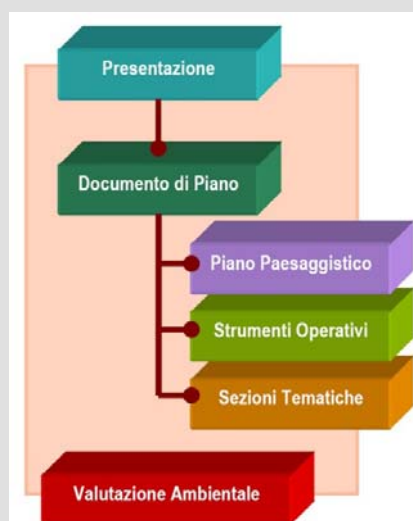 Presentazione
Documento di Piano
Piano Paesaggistico
Strumenti Operativi
Sezioni Tematiche
Valutazione Ambientale